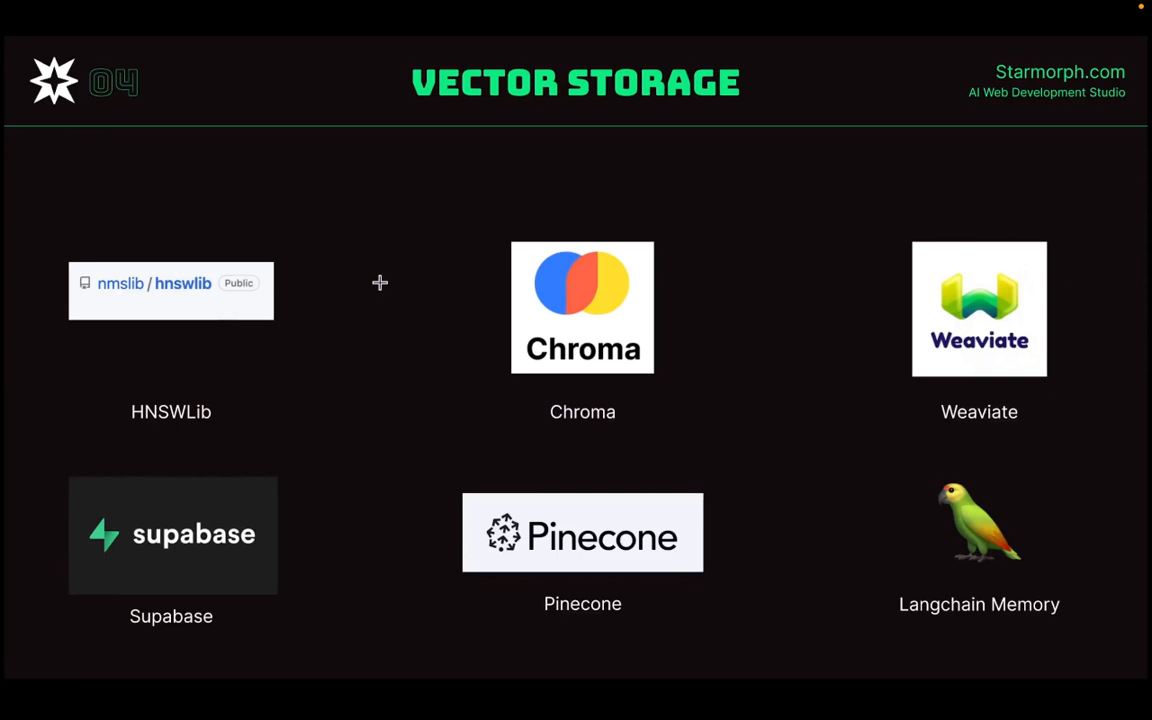 04
VECTOR STORAGE
Starmorph.com
AI Web Development Studio
nmslib / hnswlib Public
Chroma
Weaviate
HNSWLib
Chroma
Weaviate
supabase
Pinecone
Supabase
Pinecone
Langchain Memory